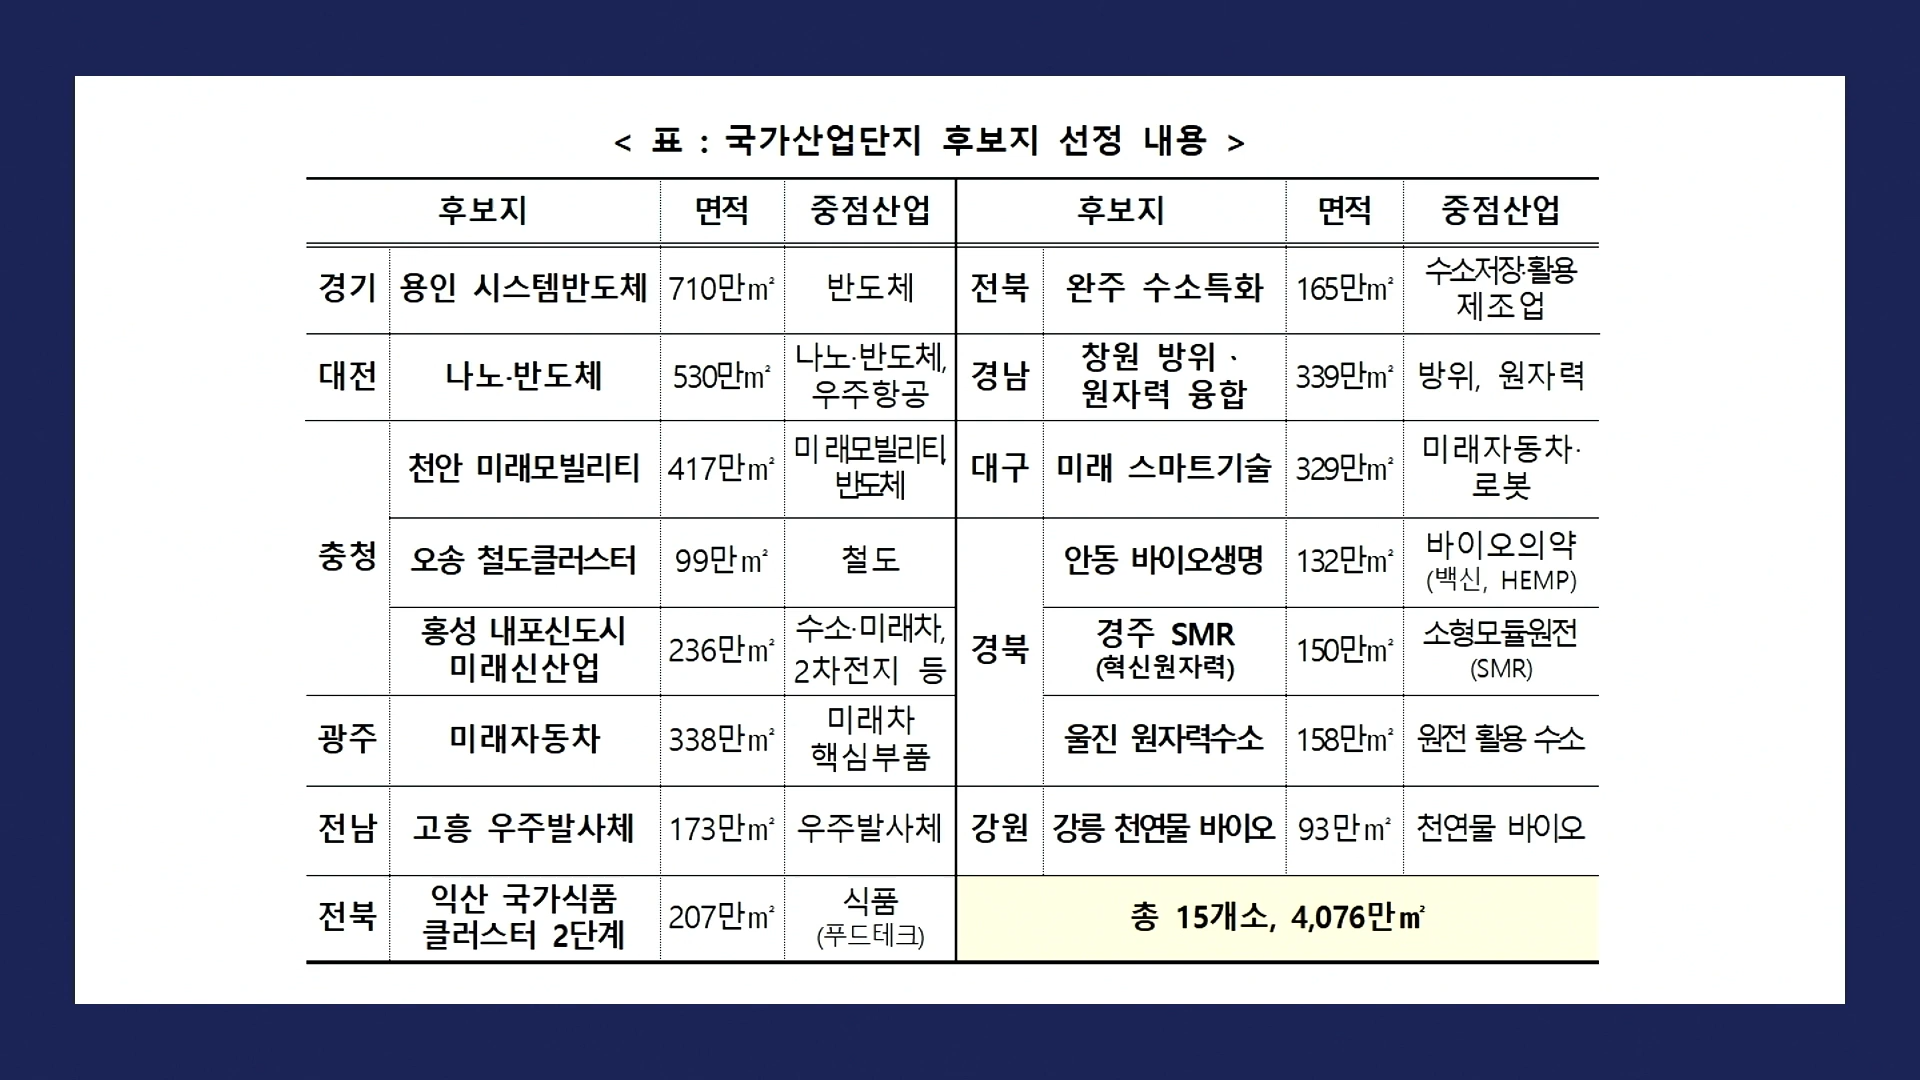 < 표 : 국가산업단지 후보지 선정 내용 >
후보지 면적 중점산업 후보지 면적 중점산업
경기 용인 시스템반도체 710만㎡ 반도체
전북 완주 수소특화 165만㎡ 수소저장·활용
제조업
대전 나노·반도체 530만㎡ 나노·반도체,
우주항공
경남 창원 방위·
원자력 융합 339만㎡ 방위, 원자력
충청 천안 미래모빌리티 417만㎡ 미래모빌리티,
반도체
대구 미래 스마트기술 329만㎡ 미래자동차·
로봇
오송 철도클러스터 99만㎡ 철도
경북 안동 바이오생명 132만㎡ 바이오의약
(백신, HEMP)
홍성 내포신도시
미래신산업 236만㎡ 수소·미래차,
2차전지 등
경주 SMR
(혁신원자력) 150만㎡ 소형모듈원전
(SMR)
광주 미래자동차 338만㎡ 미래차
핵심부품
울진 원자력수소 158만㎡ 원전 활용 수소
전남 고흥 우주발사체 173만㎡ 우주발사체
강원 강릉 천연물 바이오 93만㎡ 천연물 바이오
전북 익산 국가식품
클러스터 2단계 207만㎡ 식품
(푸드테크)
총 15개소, 4,076만㎡